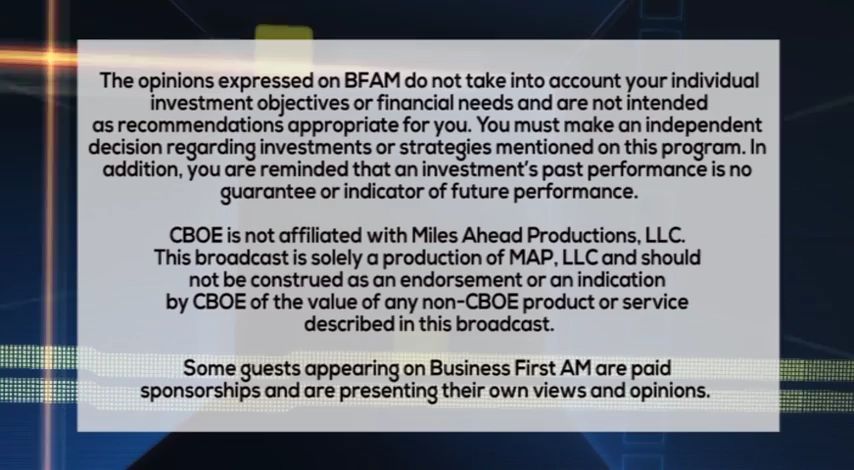 The opinions expressed on BFAM do not take into account your individual
investment objectives or financial needs and are not intended
as recommendations appropriate for you. You must make an independent
decision regarding investments or strategies mentioned on this program. In
addition, you are reminded that an investment's past performance is no
guarantee or indicator of future performance.
CBOE is not affiliated with Miles Ahead Productions, LLC.
This broadcast is solely a production of MAP, LLC and should
not be construed as an endorsement or an indication
by CBOE of the value of any non-CBOE product or service
described in this broadcast.
Some guests appearing on Business First AM are paid
sponsorships and are presenting their own views and opinions.